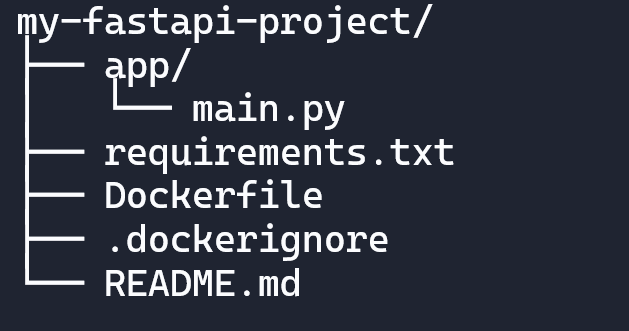 my-fastapi-project/
├── app/
│   └── main.py
├── requirements.txt
├── Dockerfile
├── .dockerignore
└── README.md